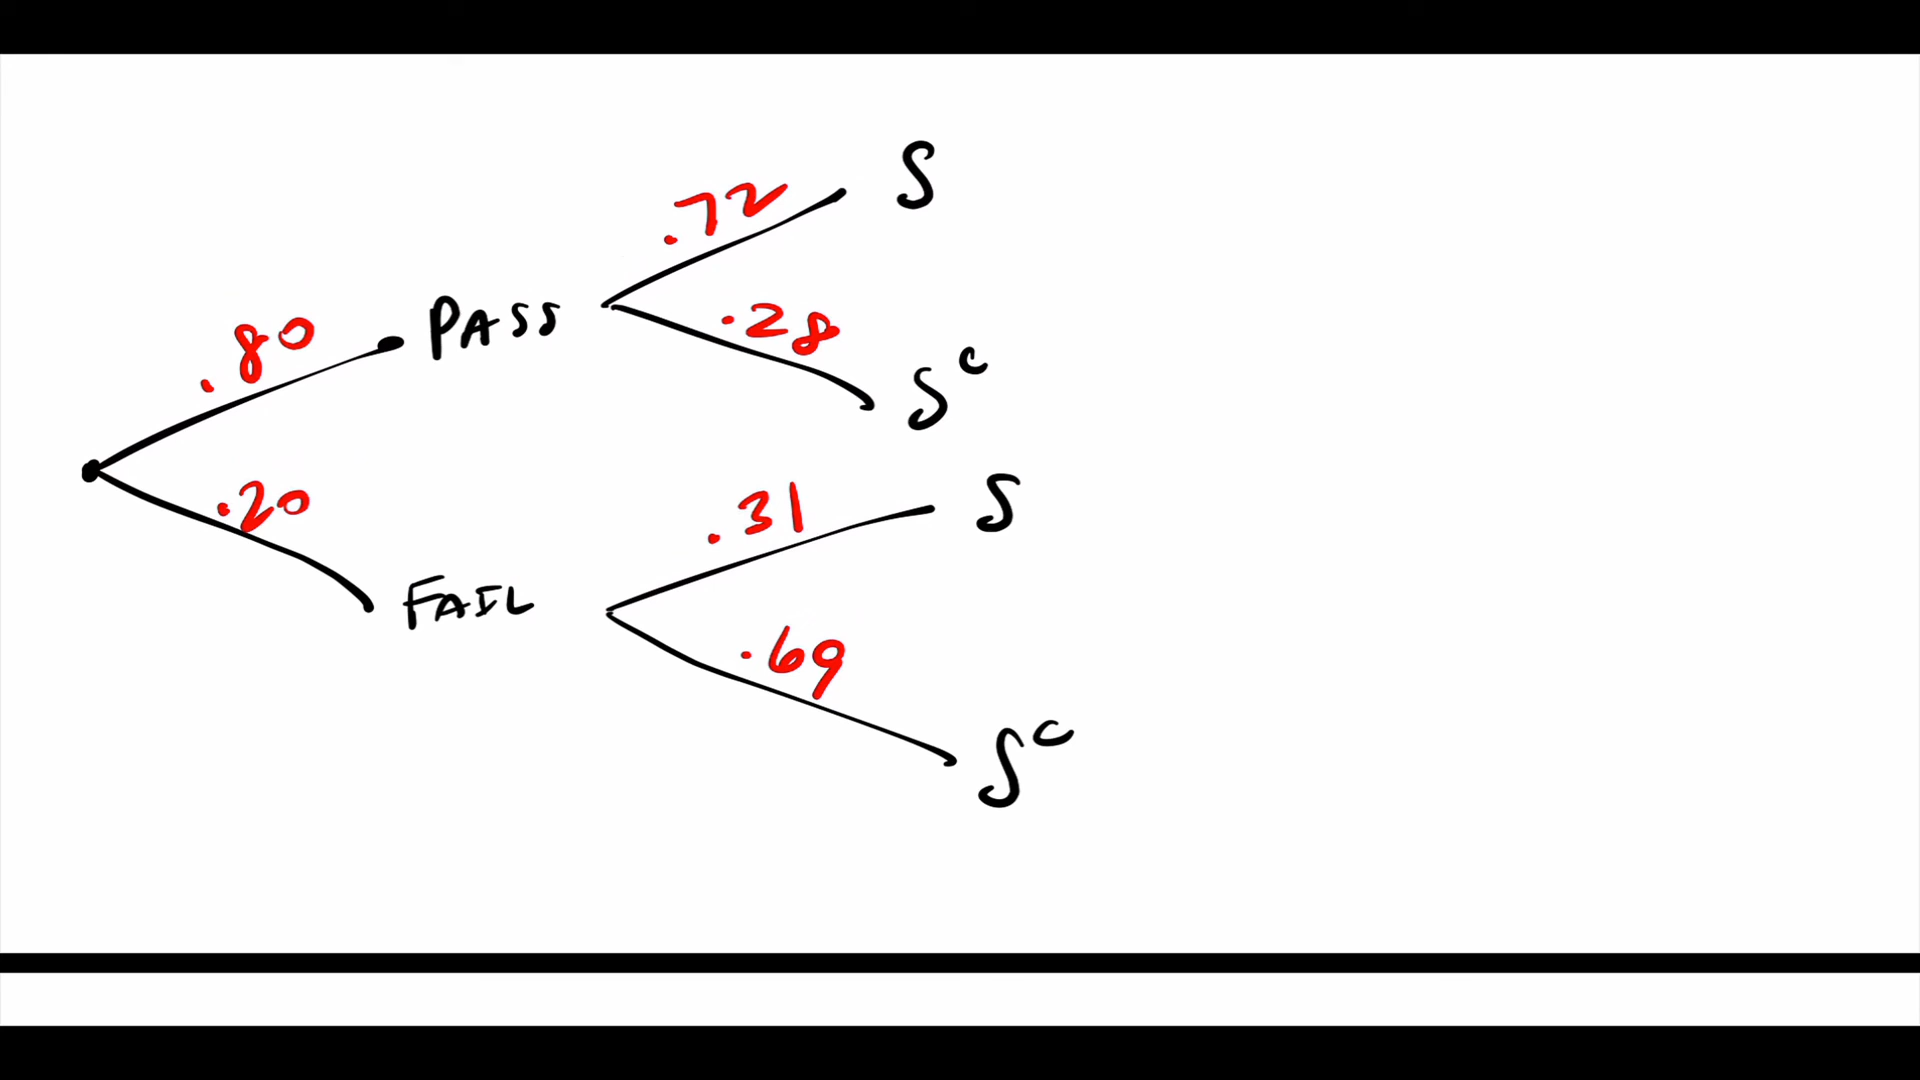 S
.72
PASS
.28
.80
S^c
.20
.31
S
FAIL
.69
S^c